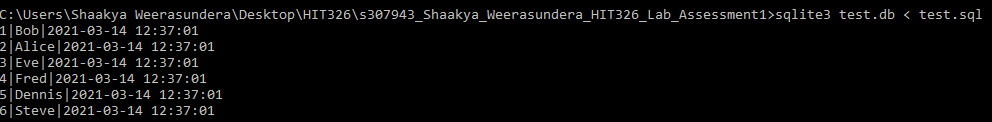 C:\Users\Shaakya Weerasundera\Desktop\HIT326\s307943_Shaakya_Weerasundera_HIT326_Lab_Assessment1>sqlite3 test.db < test.sql
1|Bob|2021-03-14 12:37:01
2|Alice|2021-03-14 12:37:01
3|Eve|2021-03-14 12:37:01
4|Fred|2021-03-14 12:37:01
5|Dennis|2021-03-14 12:37:01
6|Steve|2021-03-14 12:37:01